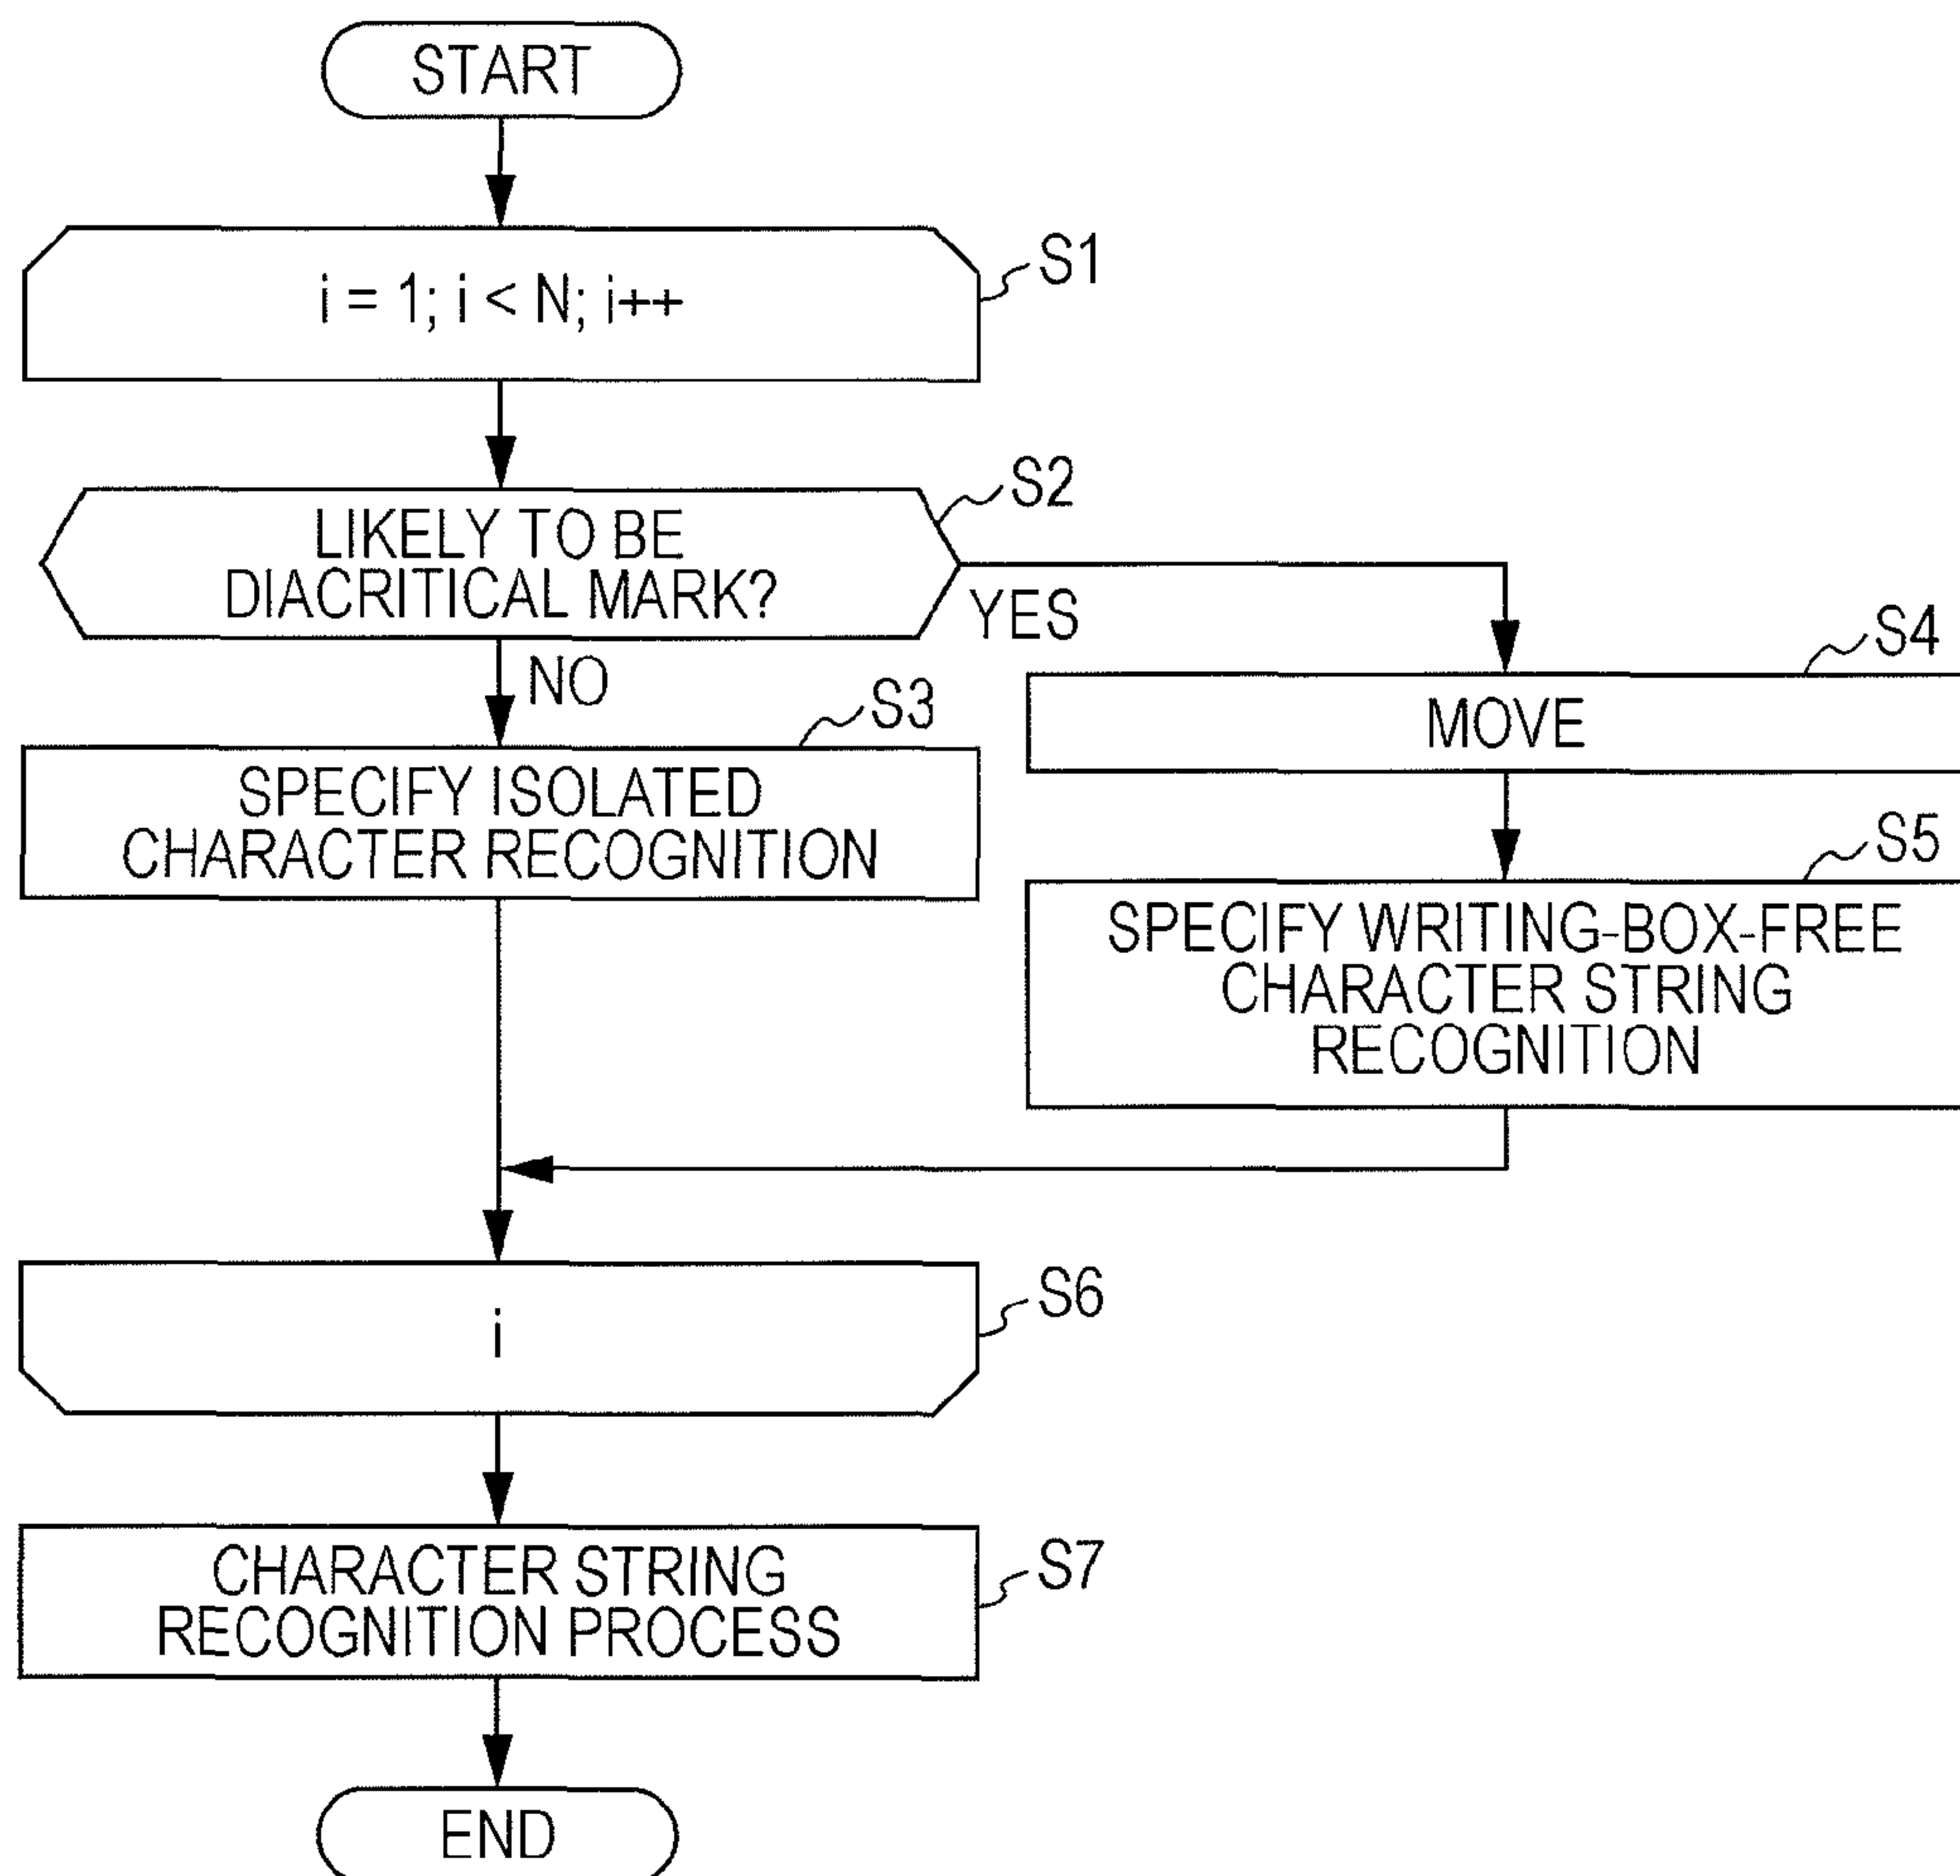 START
i = 1; i < N; i++
S1
LIKELY TO BE
DIACRITICAL MARK?
S2
YES
NO
S3
SPECIFY ISOLATED
CHARACTER RECOGNITION
S4
MOVE
S5
SPECIFY WRITING-BOX-FREE
CHARACTER STRING
RECOGNITION
i
S6
CHARACTER STRING
RECOGNITION PROCESS
S7
END